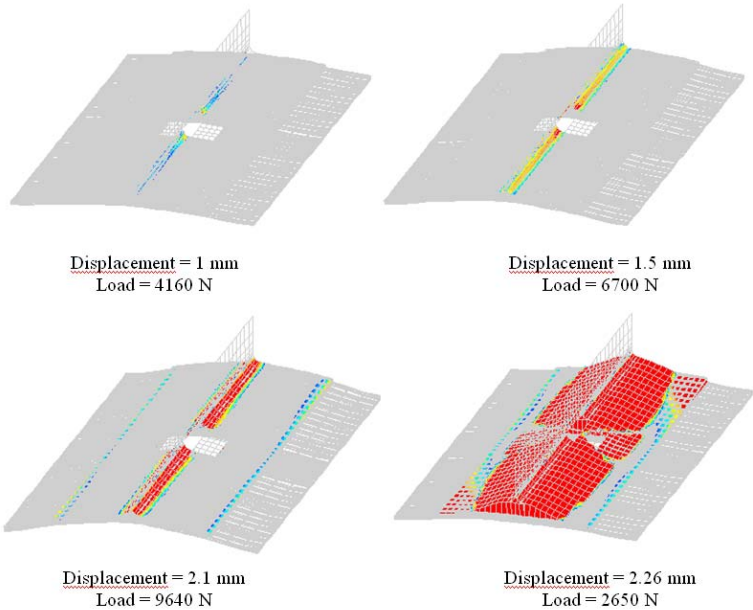 Displacement = 1 mm
Load = 4160 N
Displacement = 1.5 mm
Load = 6700 N
Displacement = 2.1 mm
Load = 9640 N
Displacement = 2.26 mm
Load = 2650 N